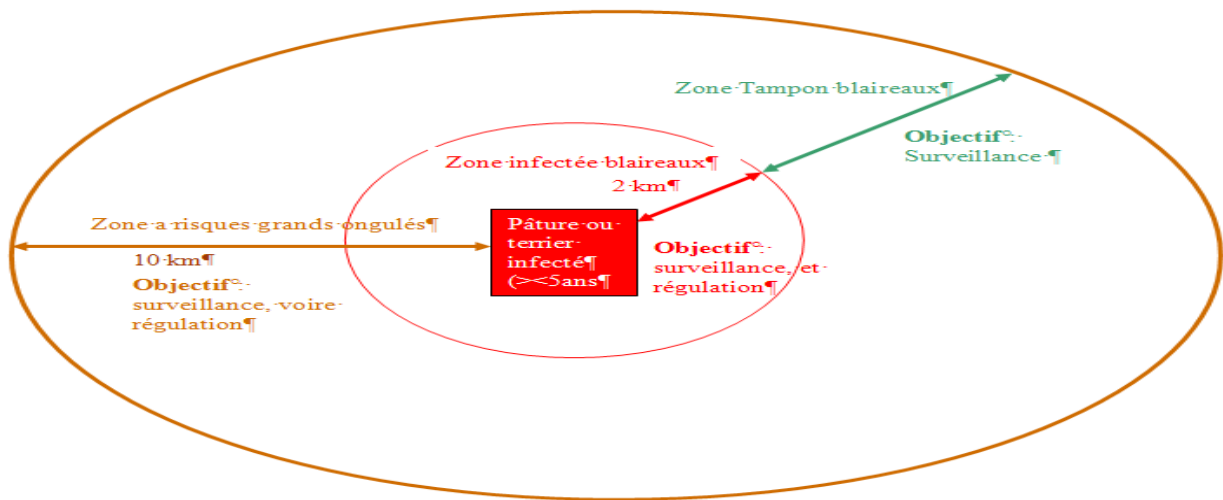 Zone·Tampon·blaireaux¶
Objectif°:·
Surveillance·¶
Zone·infectée·blaireaux¶
2·km¶
Zone·a·risques·grands·ongulés¶
10·km¶
Objectif°:·
surveillance,·voire·
régulation¶
Pâture·ou·
terrier·
infecté¶
(><5ans¶
Objectif°:·
surveillance,·et·
régulation¶